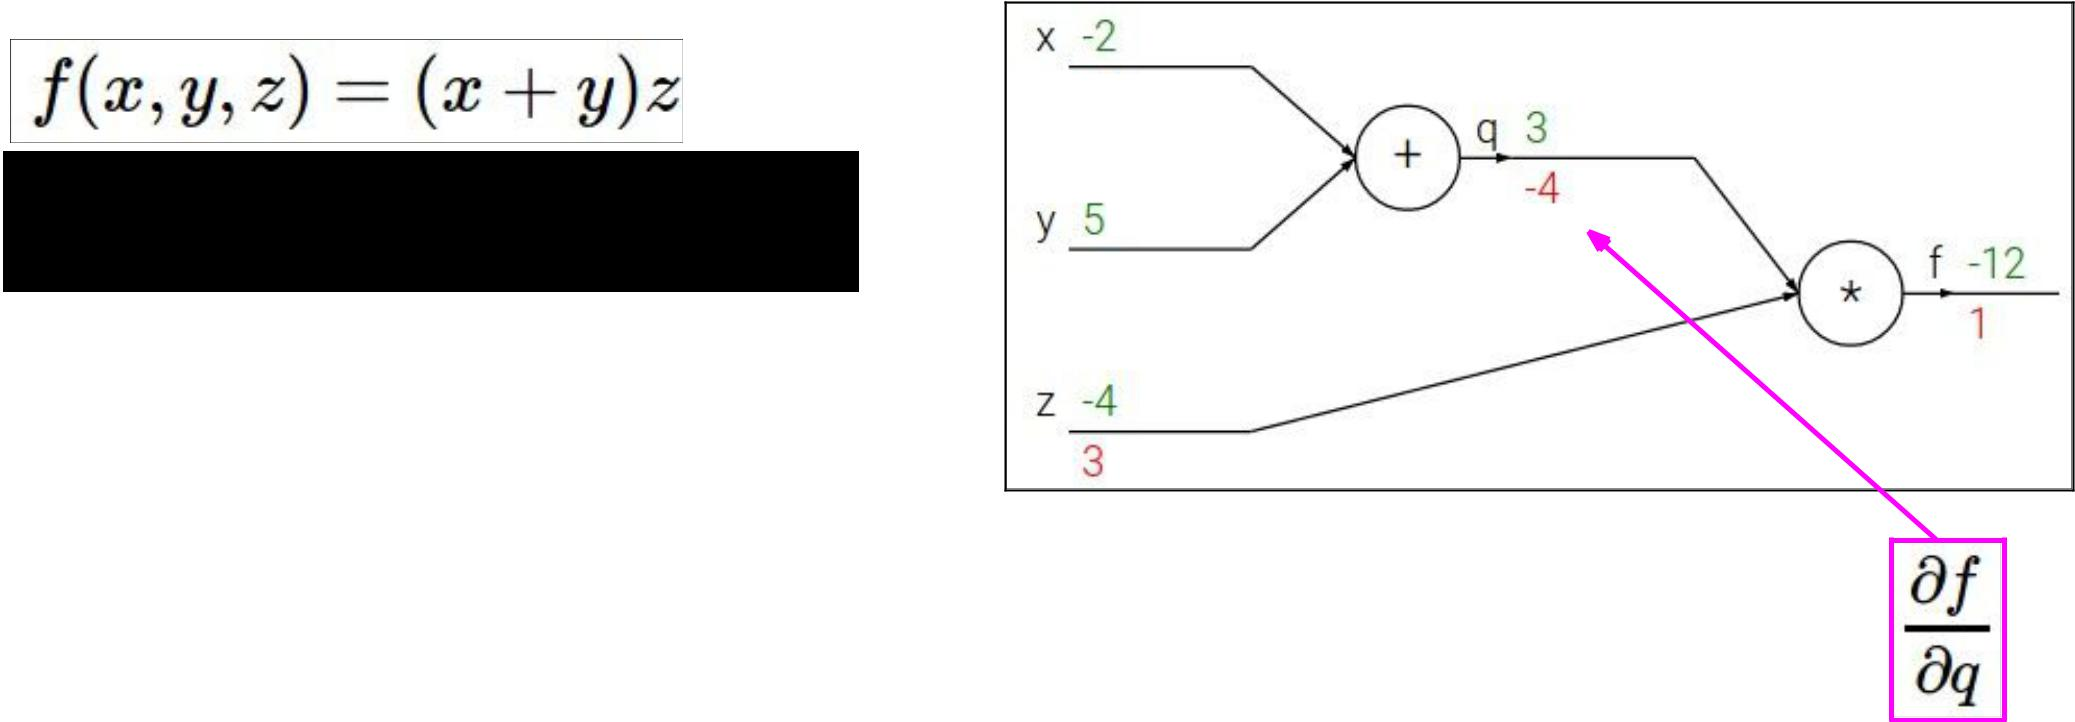 f(x, y, z) = (x + y)z
x -2
y 5
+
q 3
-4
z -4
3
*
f -12
1
∂f
∂q